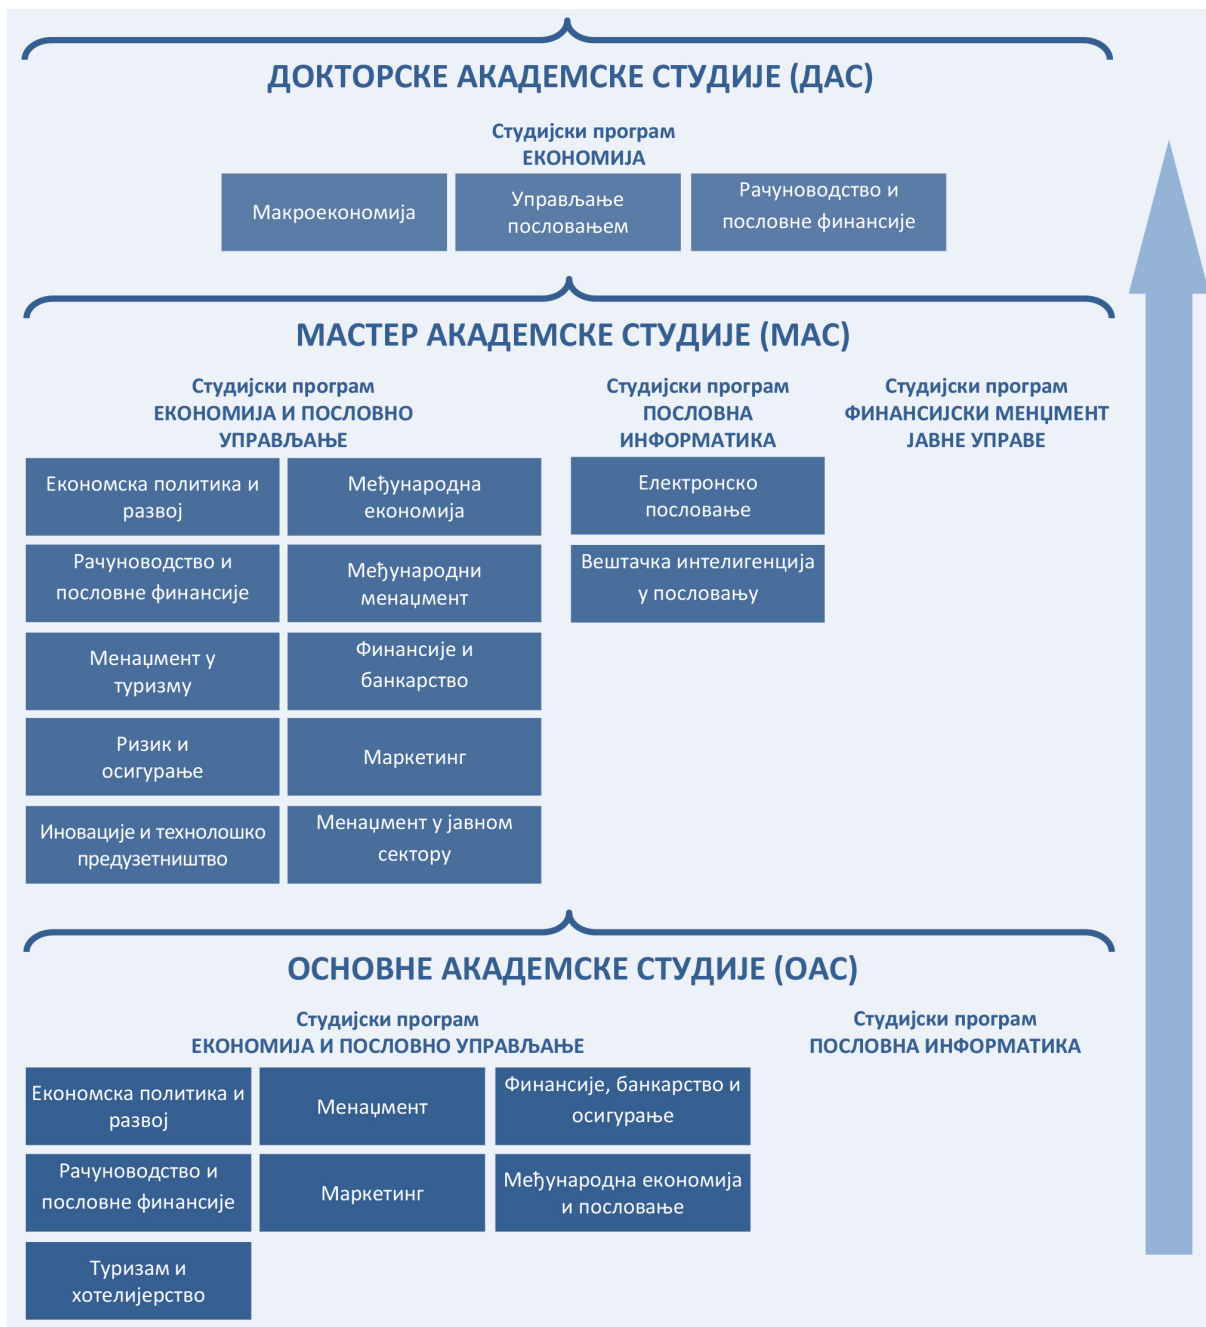 ДОКТОРСКЕ АКАДЕМСКЕ СТУДИЈЕ (ДАС)
Студијски програм
ЕКОНОМИЈА
Макроекономија
Управљање
пословањем
Рачуноводство и
пословне финансије
МАСТЕР АКАДЕМСКЕ СТУДИЈЕ (МАС)
Студијски програм
ЕКОНОМИЈА И ПОСЛОВНО
УПРАВЉАЊЕ
Економска политика и
развој
Међународна
економија
Рачуноводство и
пословне финансије
Међународни
менаџмент
Менаџмент у
туризму
Финансије и
банкарство
Ризик и
осигурање
Маркетинг
Иновације и технолошко
предузетништво
Менаџмент у јавном
сектору
Студијски програм
ПОСЛОВНА
ИНФОРМАТИКА
Електронско
пословање
Вештачка интелигенција
у пословању
Студијски програм
ФИНАНСИЈСКИ МЕНЏМЕНТ
ЈАВНЕ УПРАВЕ
ОСНОВНЕ АКАДЕМСКЕ СТУДИЈЕ (ОАС)
Студијски програм
ЕКОНОМИЈА И ПОСЛОВНО УПРАВЉАЊЕ
Економска политика и
развој
Менаџмент
Финансије, банкарство и
осигурање
Рачуноводство и
пословне финансије
Маркетинг
Међународна економија
и пословање
Туризам и
хотелијерство
Студијски програм
ПОСЛОВНА ИНФОРМАТИКА